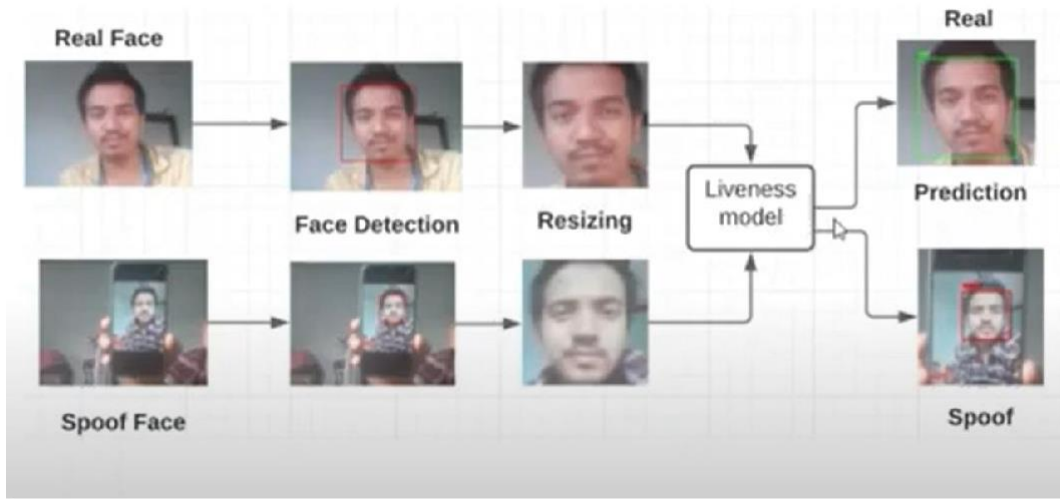 Real Face
Real
Face Detection
Resizing
Liveness
model
Prediction
Spoof Face
Spoof